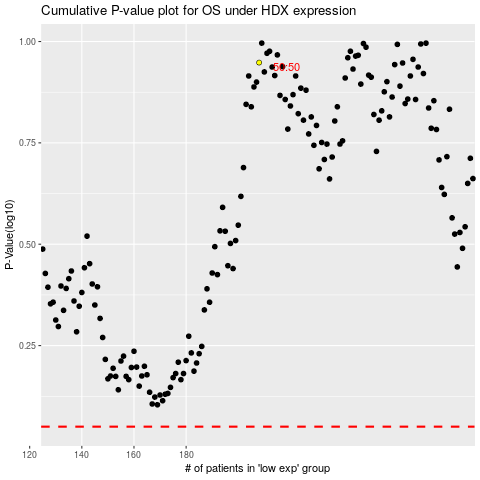 Cumulative P-value plot for OS under HDX expression
P-Value(log10)
1.00
0.75
0.50
0.25
50:50
120 140 160 180
# of patients in 'low exp' group